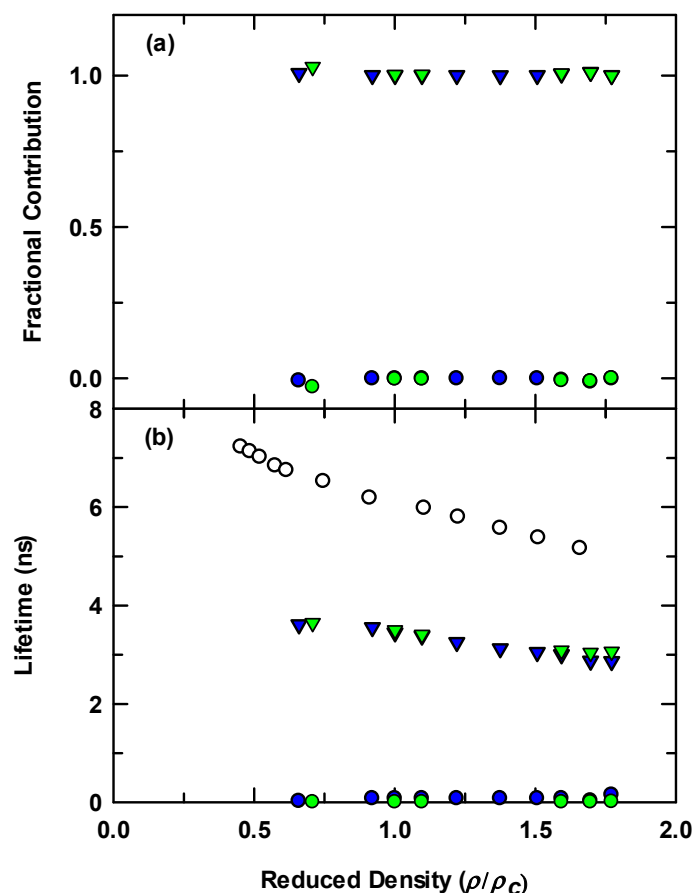 (a)
1.0
0.5
0.0
Fractional Contribution
8
(b)
6
4
2
0
Lifetime (ns)
0.0 0.5 1.0 1.5 2.0
Reduced Density (ρ/ρc)